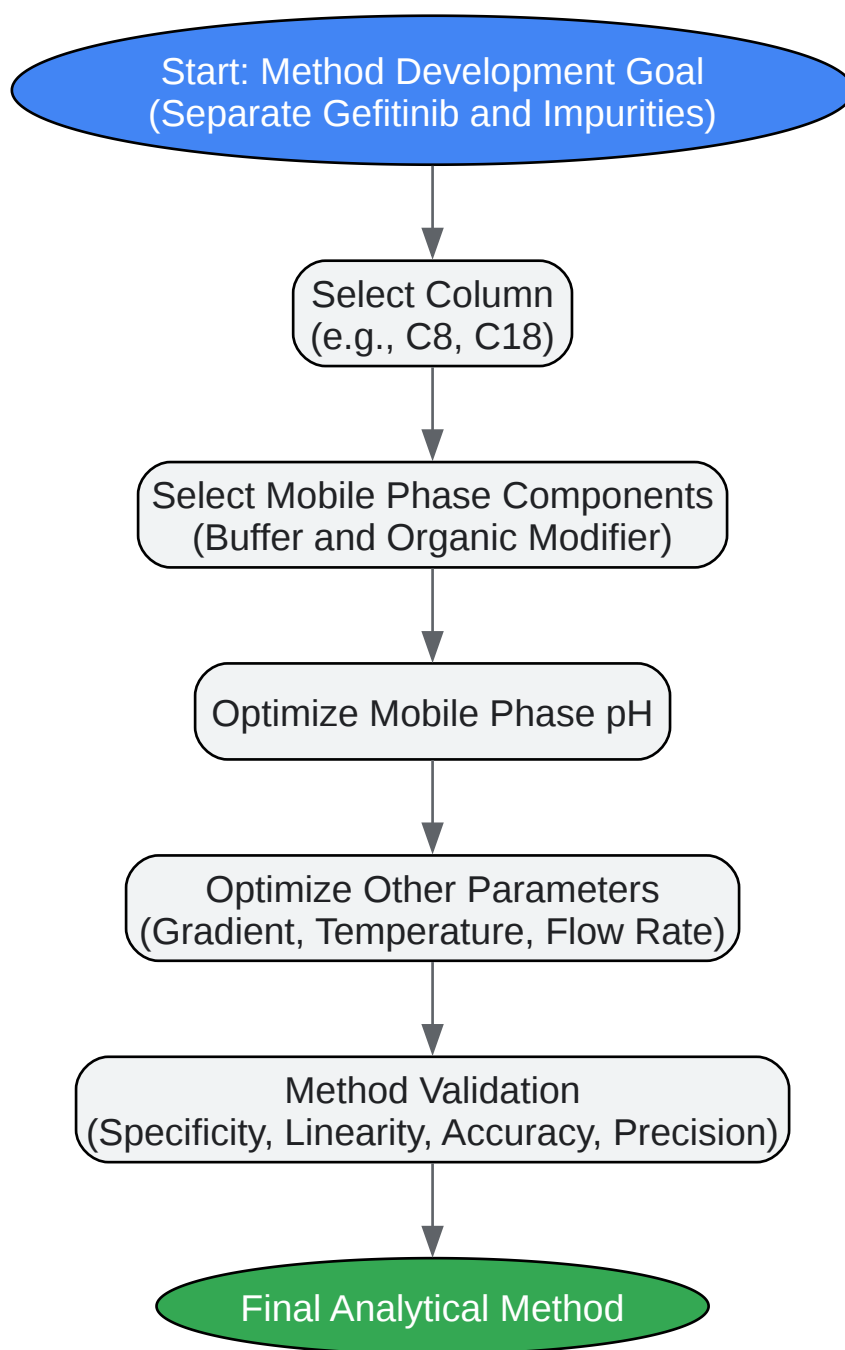 Start: Method Development Goal
(Separate Gefitinib and Impurities)
Select Column
(e.g., C8, C18)
Select Mobile Phase Components
(Buffer and Organic Modifier)
Optimize Mobile Phase pH
Optimize Other Parameters
(Gradient, Temperature, Flow Rate)
Method Validation
(Specificity, Linearity, Accuracy, Precision)
Final Analytical Method